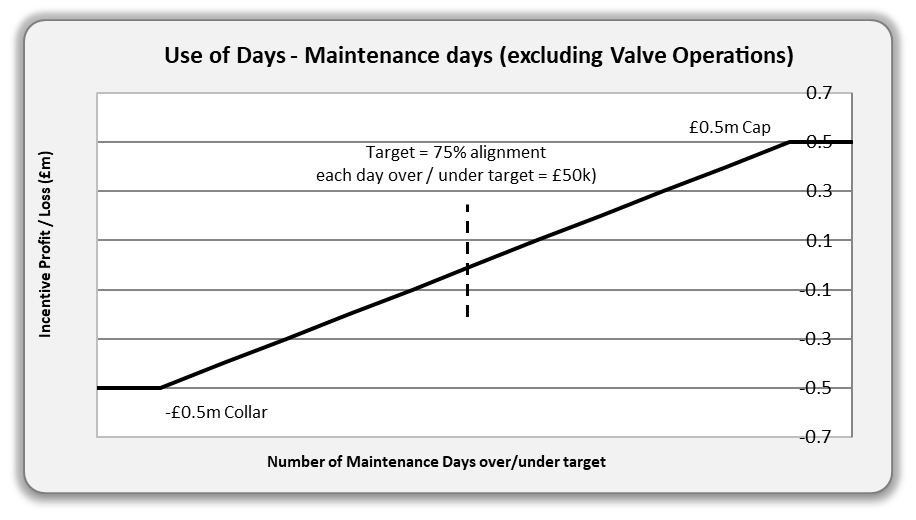 Use of Days - Maintenance days (excluding Valve Operations)
0.7
£0.5m Cap
0.5
Target = 75% alignment
each day over / under target = £50k)
0.3
0.1
-0.1
-0.3
-0.5
-£0.5m Collar
-0.7
Incentive Profit / Loss (£m)
Number of Maintenance Days over/under target